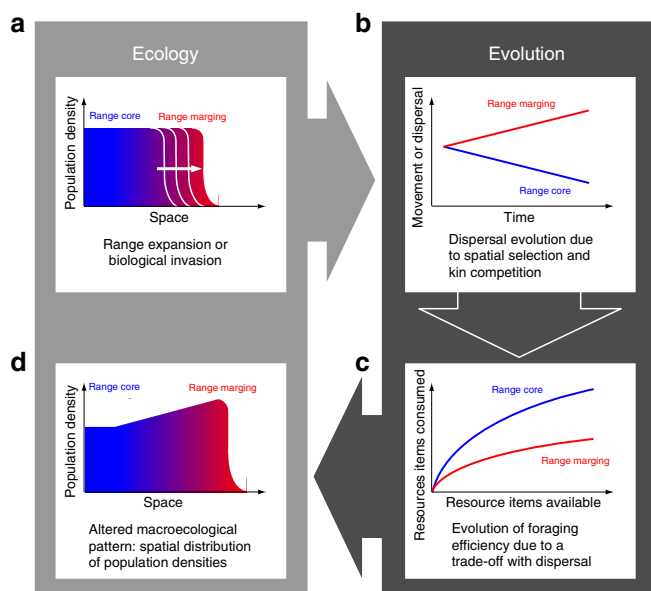 a
Ecology
Population density
Range core
Range marging
Space
Range expansion or
biological invasion
b
Evolution
Movement or dispersal
Range marging
Range core
Time
Dispersal evolution due
to spatial selection and
kin competition
d
Population density
Range core
Range marging
Space
Altered macroecological
pattern: spatial distribution
of population densities
c
Resources items consumed
Range core
Range marging
Resource items available
Evolution of foraging
efficiency due to a
trade-off with dispersal